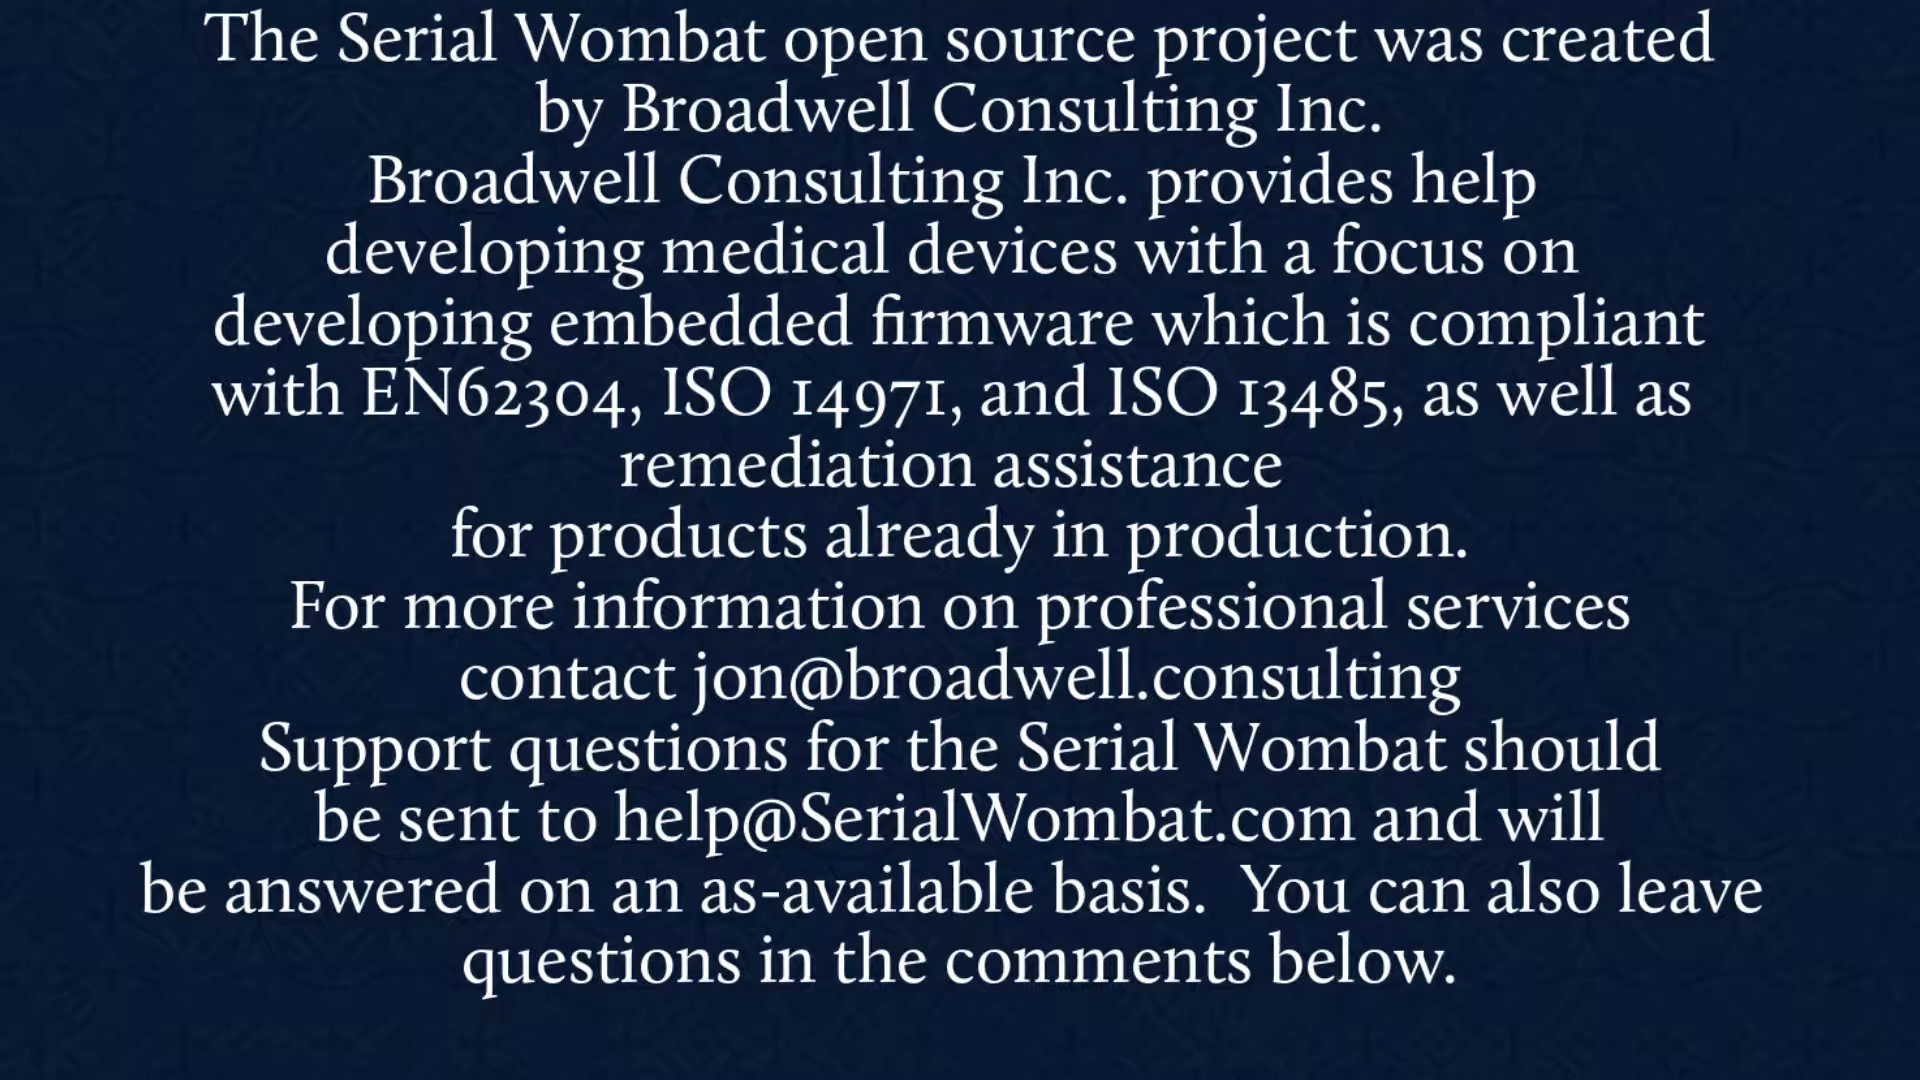 The Serial Wombat open source project was created
by Broadwell Consulting Inc.
Broadwell Consulting Inc. provides help
developing medical devices with a focus on
developing embedded firmware which is compliant
with EN62304, ISO 14971, and ISO 13485, as well as
remediation assistance
for products already in production.
For more information on professional services
contact jon@broadwell.consulting
Support questions for the Serial Wombat should
be sent to help@SerialWombat.com and will
be answered on an as-available basis.  You can also leave
questions in the comments below.